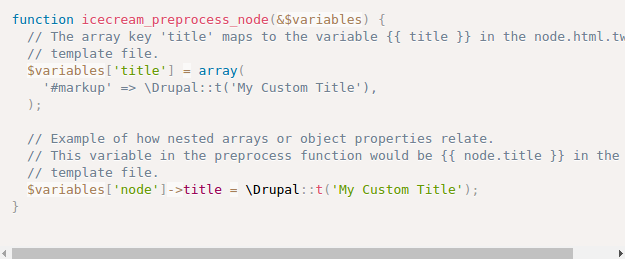 function icecream_preprocess_node(&$variables) {
// The array key 'title' maps to the variable {{ title }} in the node.html.tw
// template file.
$variables['title'] = array(
'#markup' => \Drupal::t('My Custom Title'),
);
// Example of how nested arrays or object properties relate.
// This variable in the preprocess function would be {{ node.title }} in the
// template file.
$variables['node']->title = \Drupal::t('My Custom Title');
}